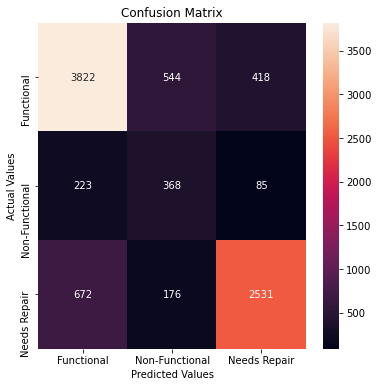 Confusion Matrix
Actual Values
Functional
Non-Functional
Needs Repair
3822 544 418
223 368 85
672 176 2531
Functional Non-Functional Needs Repair
Predicted Values
3500
3000
2500
2000
1500
1000
500